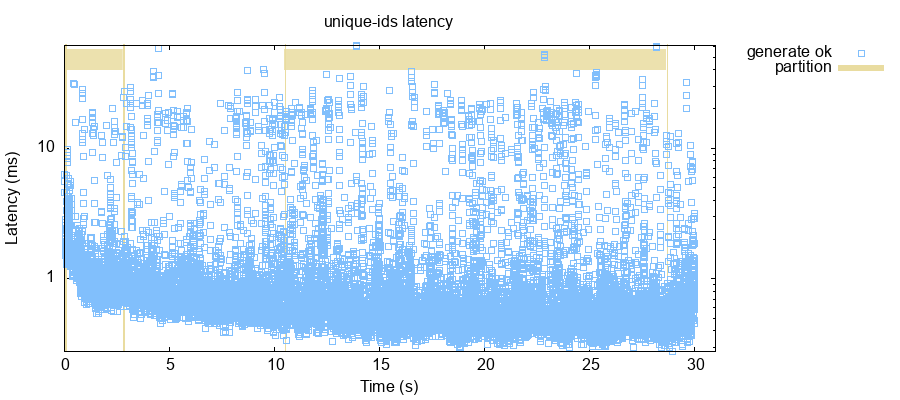 unique-ids latency
generate ok
partition
Latency (ms)
10
1
0 5 10 15 20 25 30
Time (s)